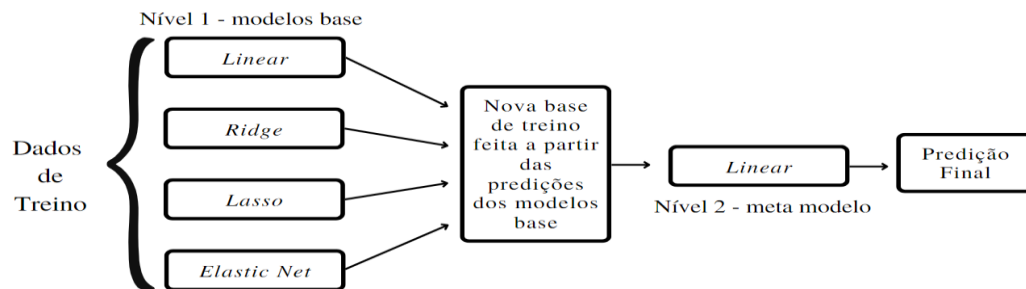 Nível 1 - modelos base
Dados
de
Treino
Linear
Ridge
Lasso
Elastic Net
Nova base
de treino
feita a partir
das
predições
dos modelos
base
Linear
Nível 2 - meta modelo
Predição
Final